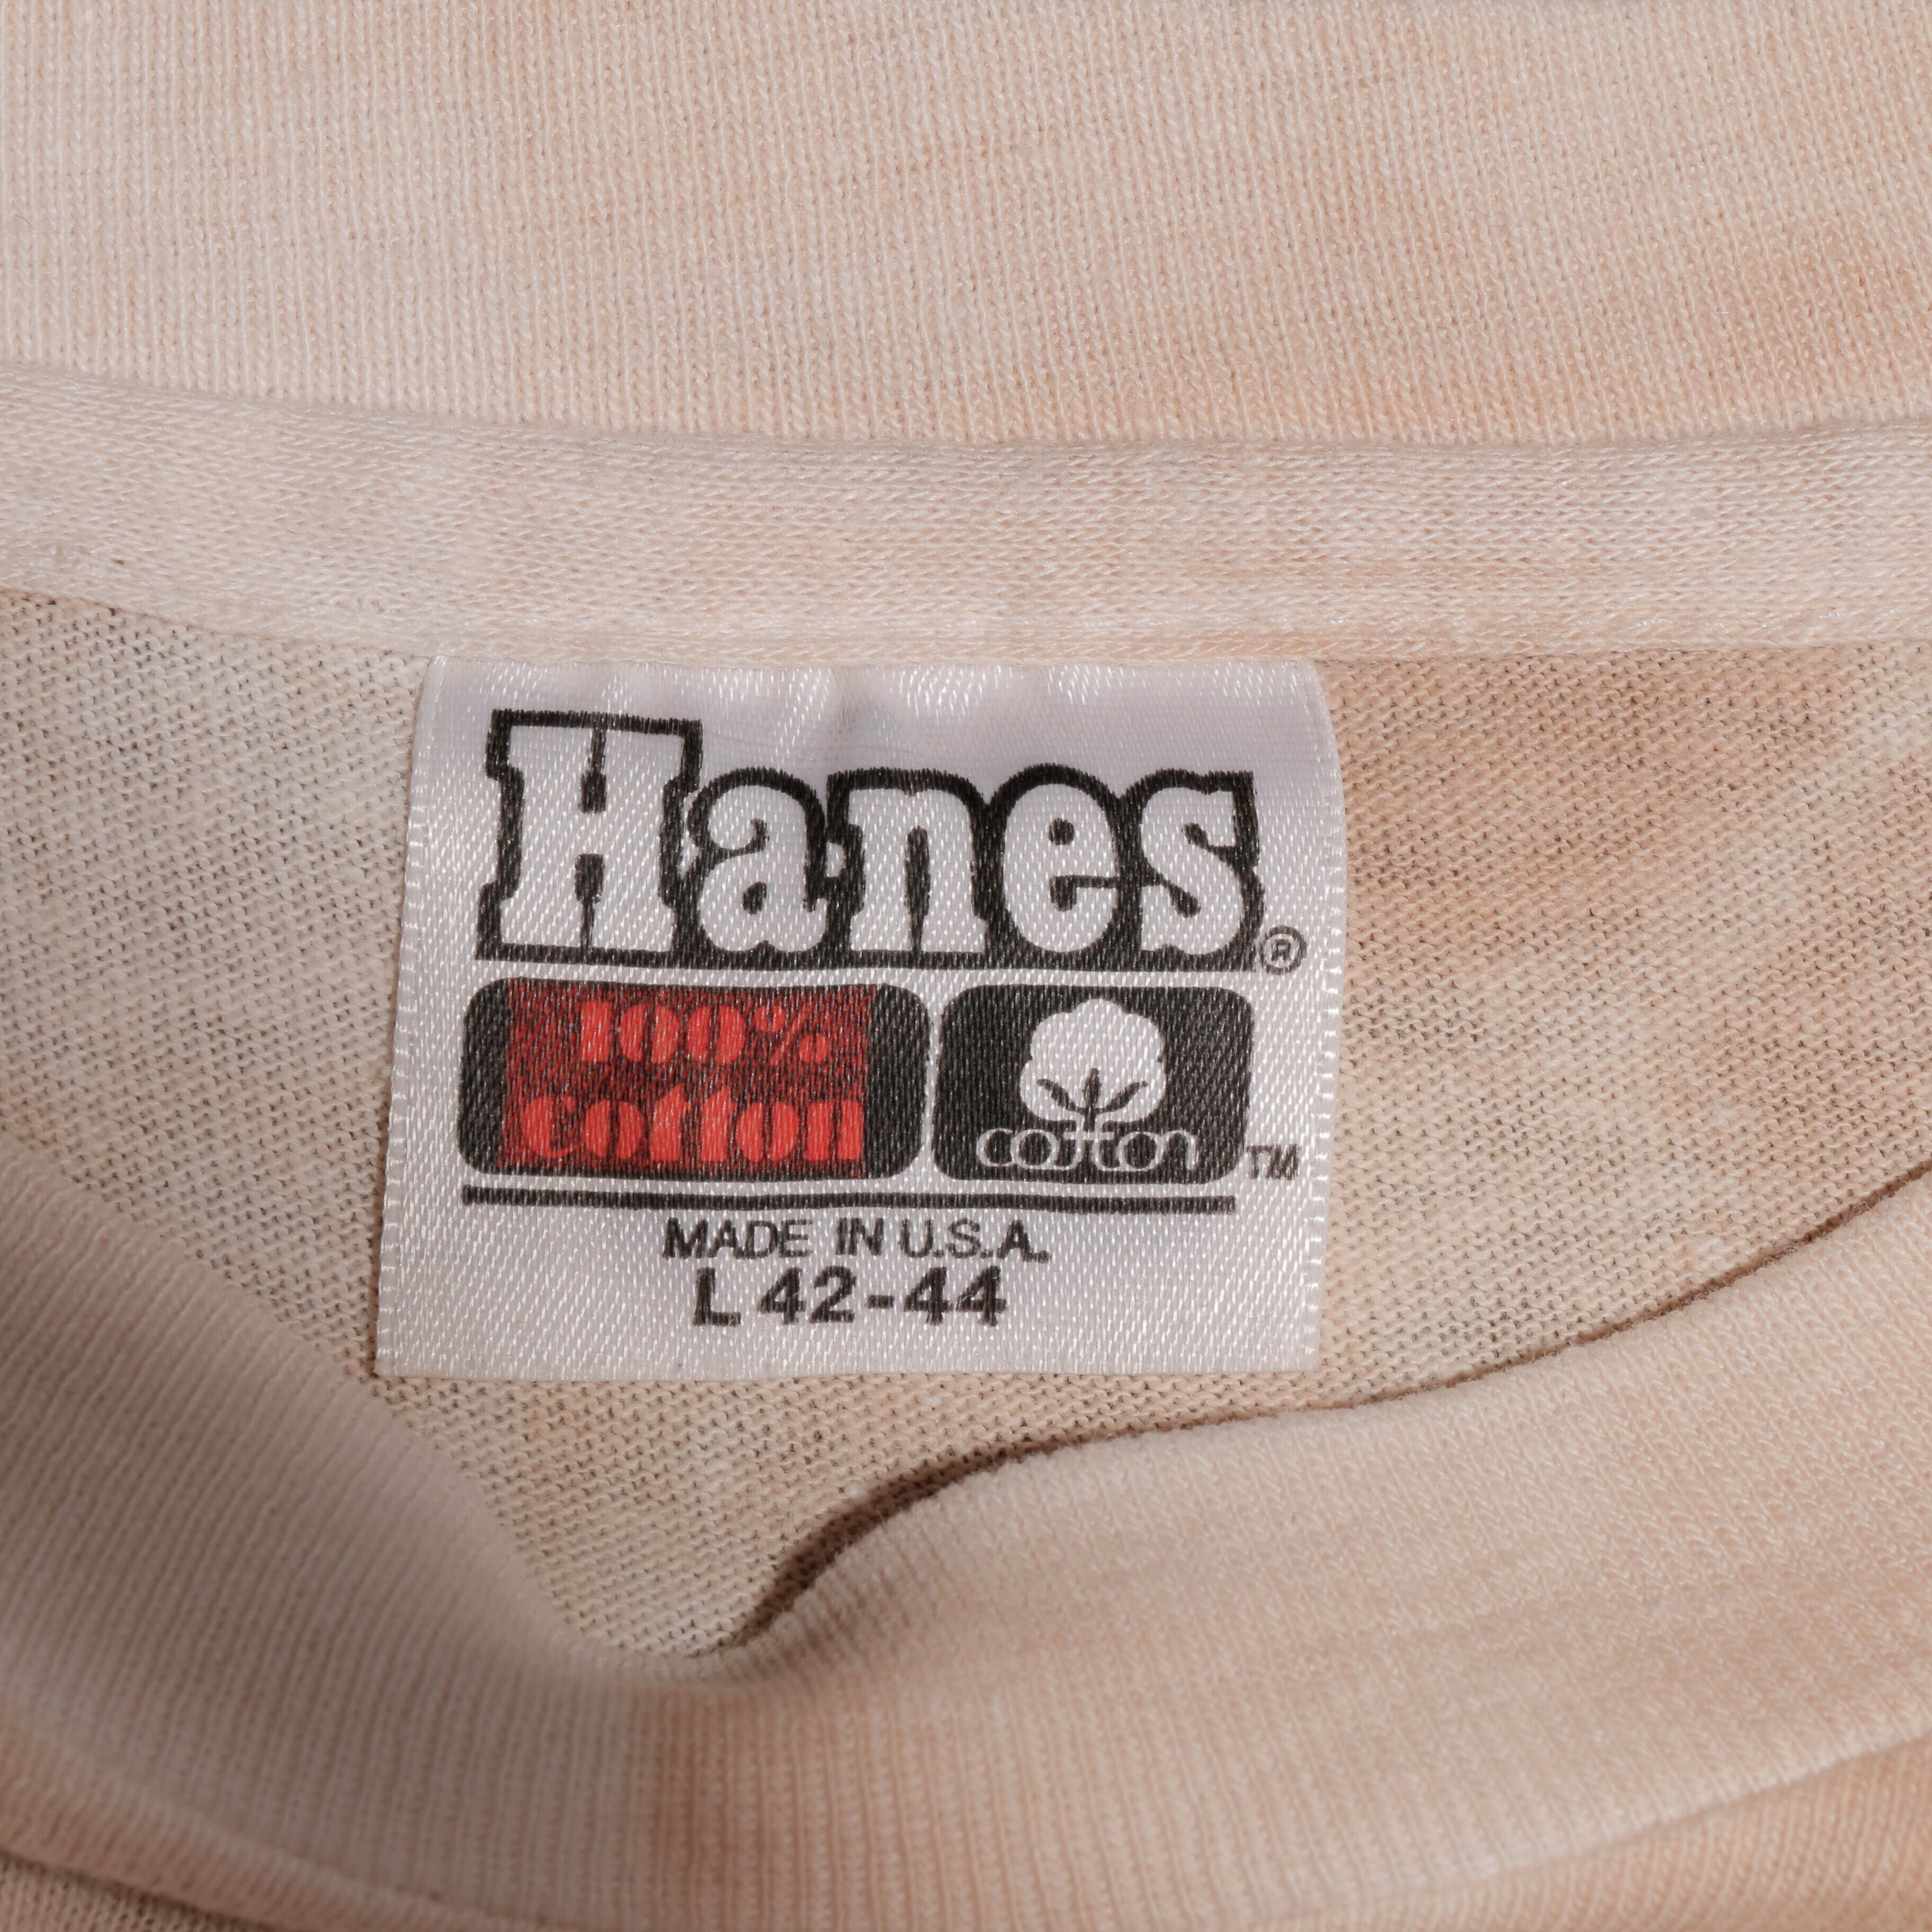 Hanes®
100%
cotton
cotton™
MADE IN U.S.A.
L 42-44